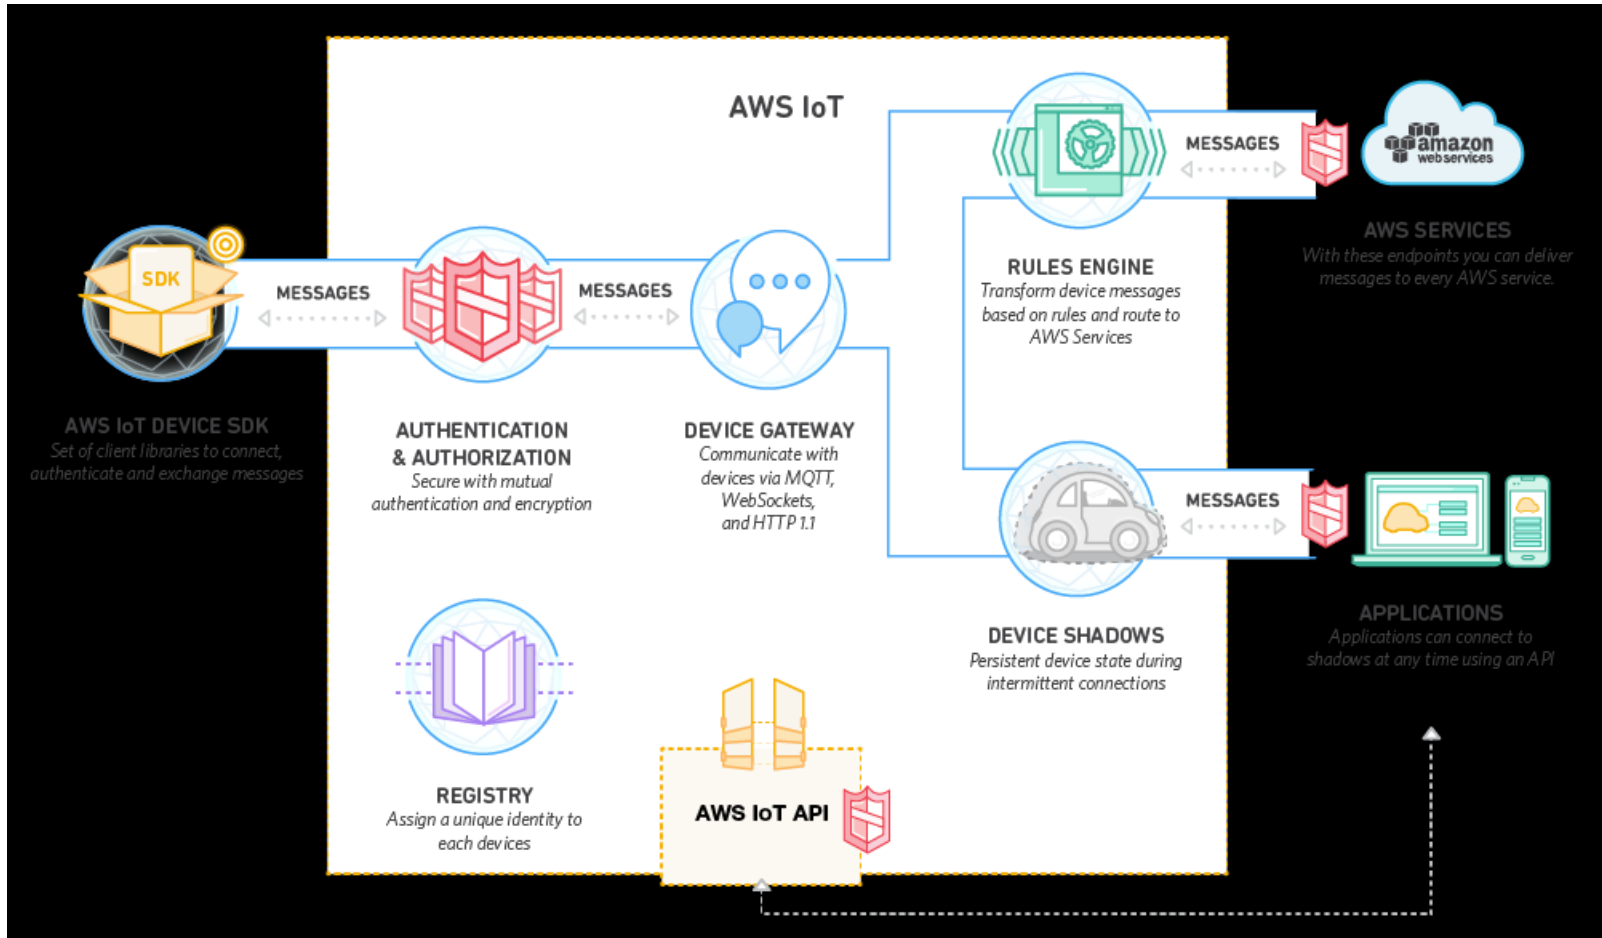 AWS IoT
SDK
MESSAGES
MESSAGES
MESSAGES
amazon
web services
AWS SERVICES
With these endpoints you can deliver
messages to every AWS service.
RULES ENGINE
Transform device messages
based on rules and route to
AWS Services
AWS IoT DEVICE SDK
Set of client libraries to connect,
authenticate and exchange messages
AUTHENTICATION
& AUTHORIZATION
Secure with mutual
authentication and encryption
DEVICE GATEWAY
Communicate with
devices via MQTT,
WebSockets,
and HTTP 1.1
MESSAGES
DEVICE SHADOWS
Persistent device state during
intermittent connections
APPLICATIONS
Applications can connect to
shadows at any time using an API
REGISTRY
Assign a unique identity to
each devices
AWS IoT API